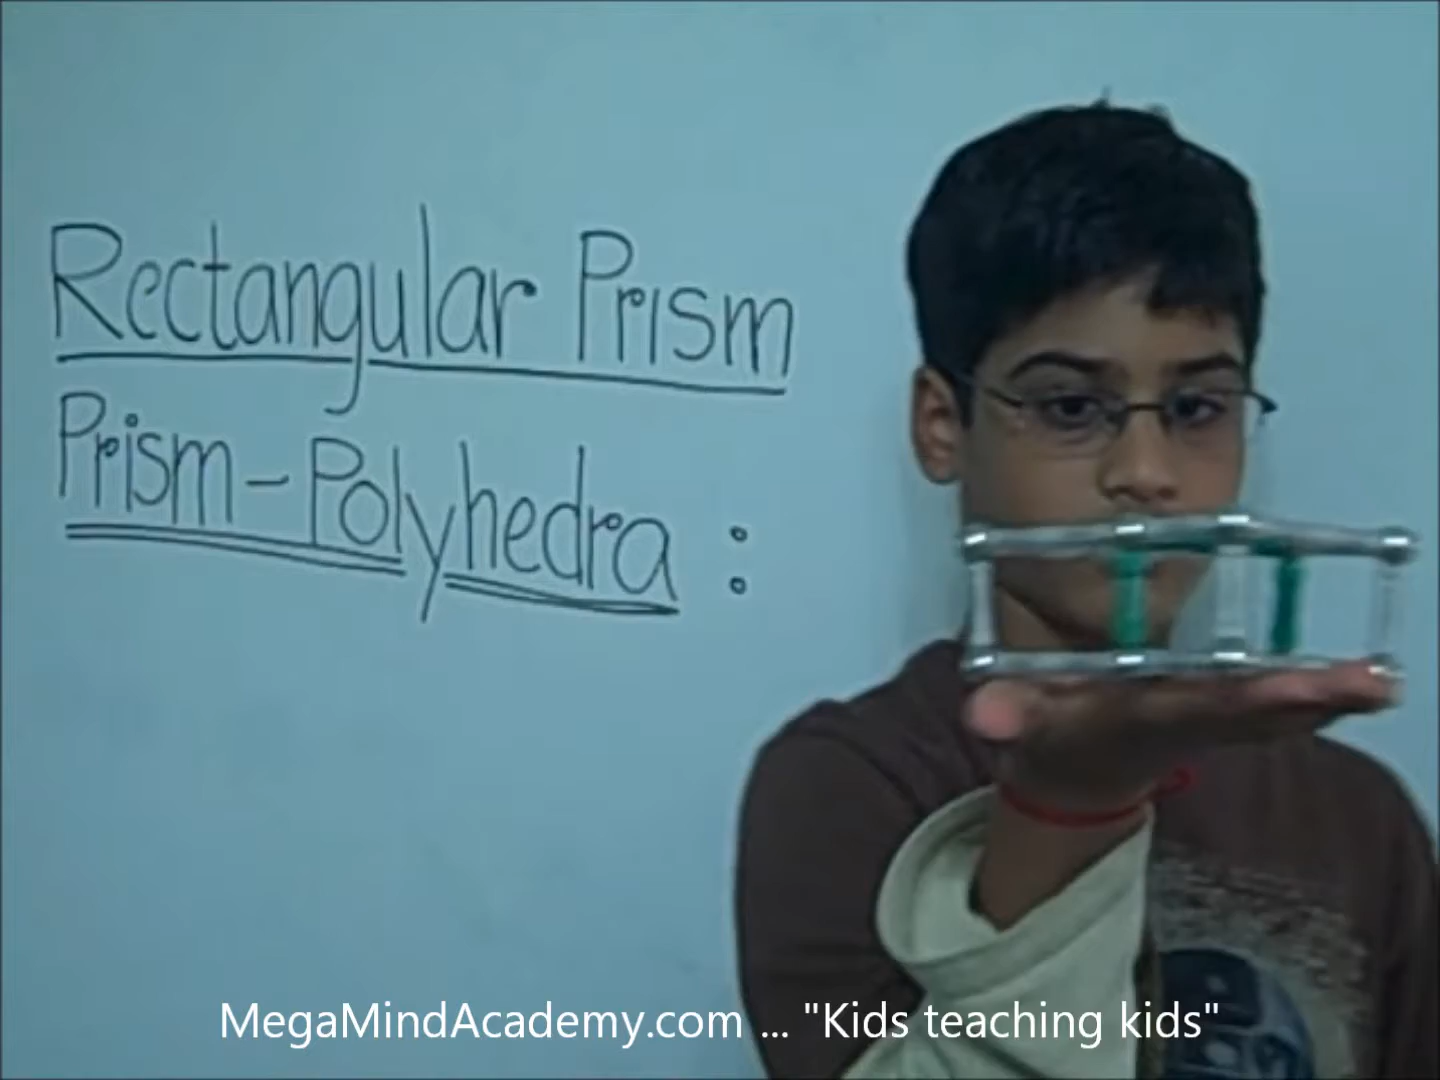 Rectangular Prism
Prism-Polyhedra :
MegaMindAcademy.com ... "Kids teaching kids"